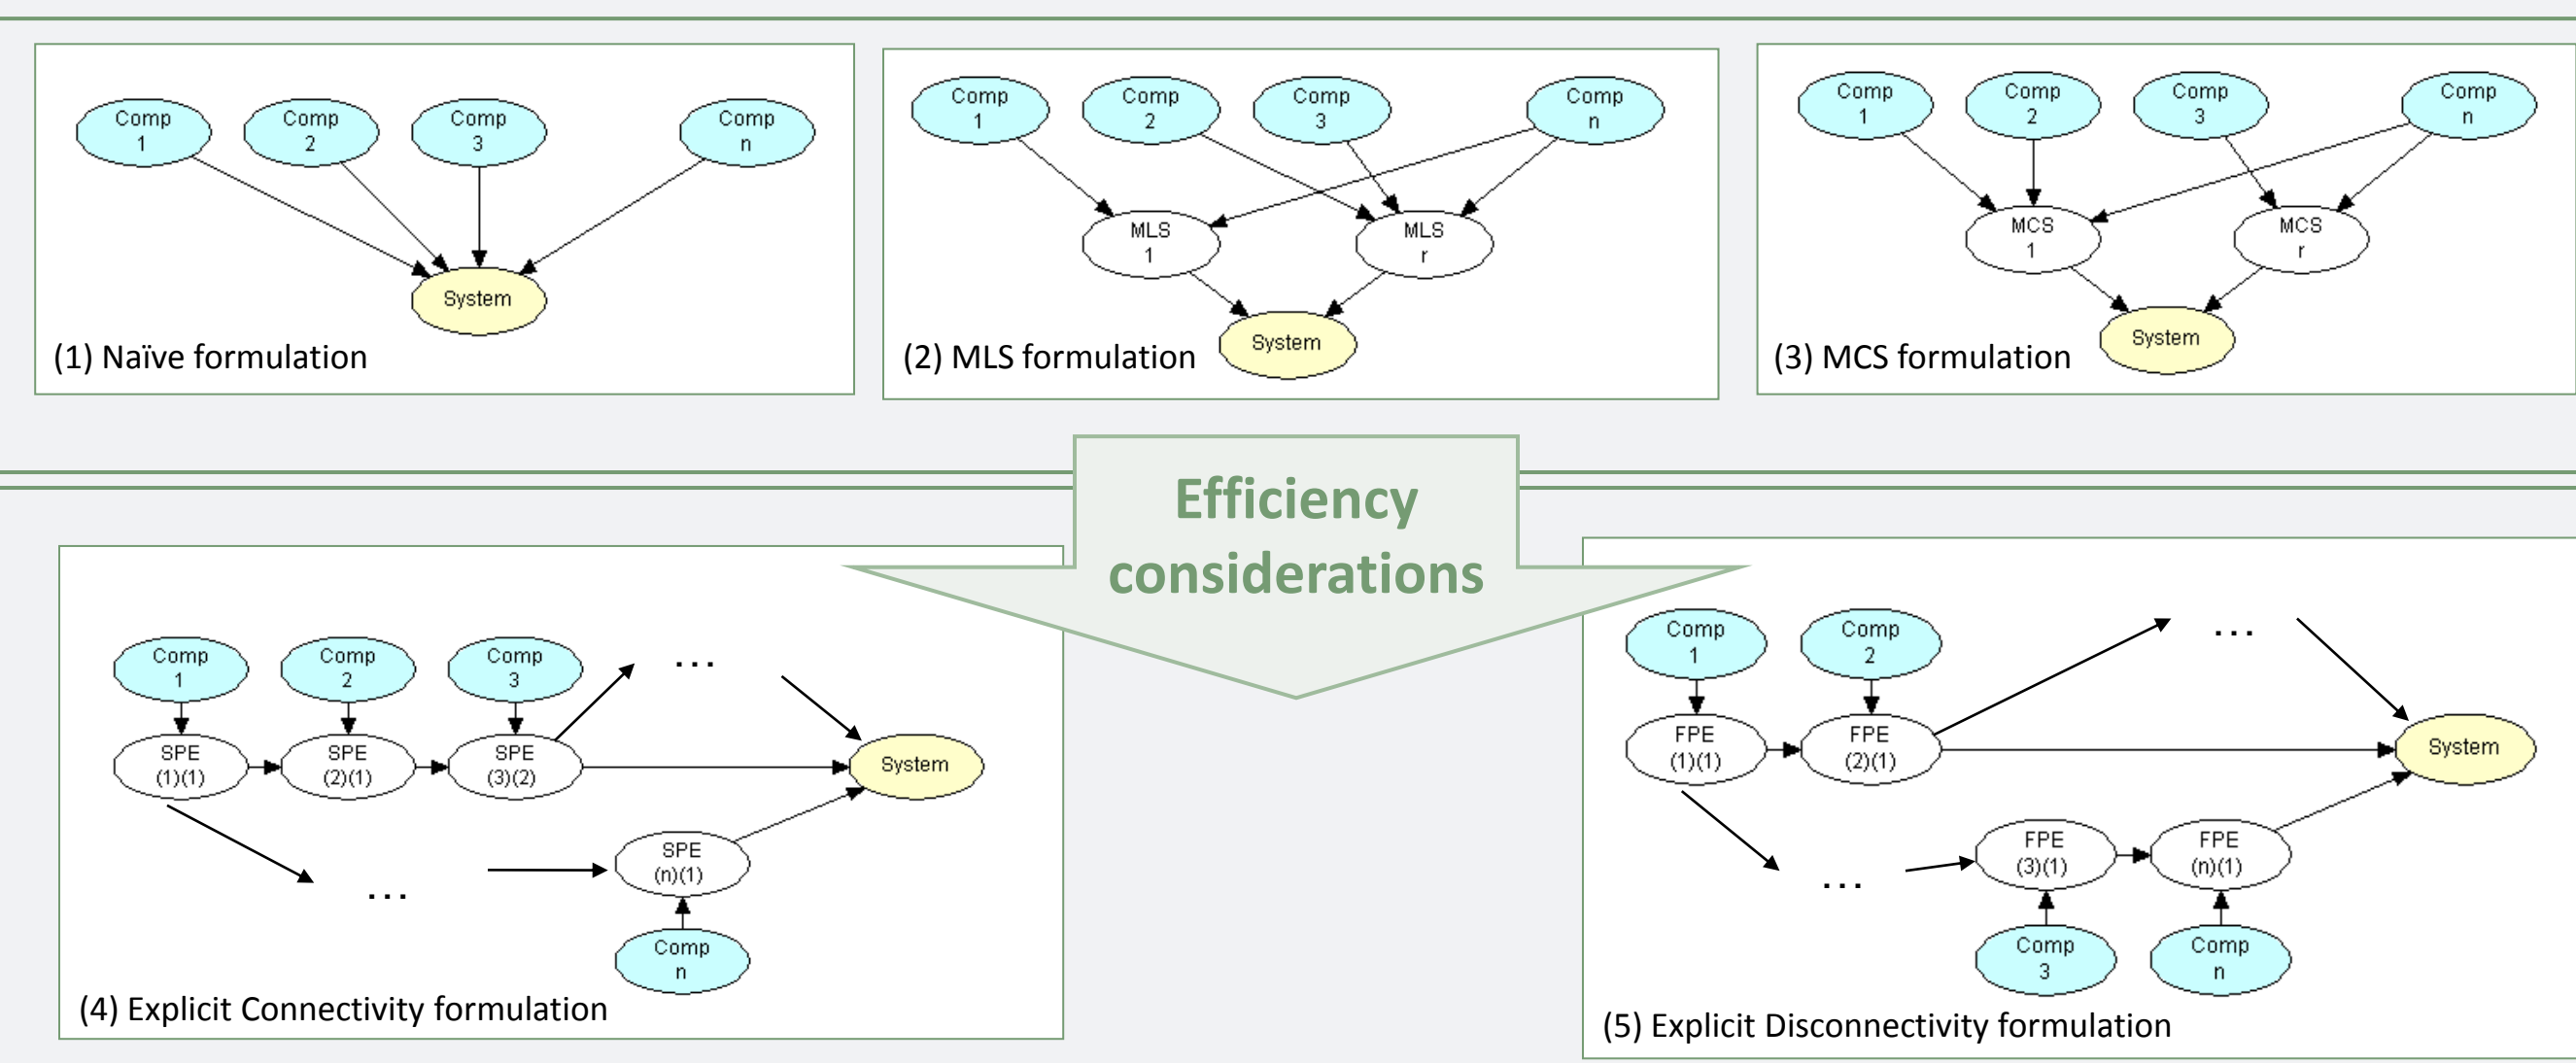 Comp
1
Comp
2
Comp
3
Comp
n
System
(1) Naïve formulation
Comp
1
Comp
2
Comp
3
Comp
n
MLS
1
MLS
r
System
(2) MLS formulation
Comp
1
Comp
2
Comp
3
Comp
n
MCS
1
MCS
r
System
(3) MCS formulation
Efficiency
considerations
Comp
1
Comp
2
Comp
3
...
SPE
(1)(1)
SPE
(2)(1)
SPE
(3)(2)
System
SPE
(n)(1)
...
Comp
n
(4) Explicit Connectivity formulation
Comp
1
Comp
2
...
FPE
(1)(1)
FPE
(2)(1)
System
...
FPE
(3)(1)
FPE
(n)(1)
Comp
3
Comp
n
(5) Explicit Disconnectivity formulation